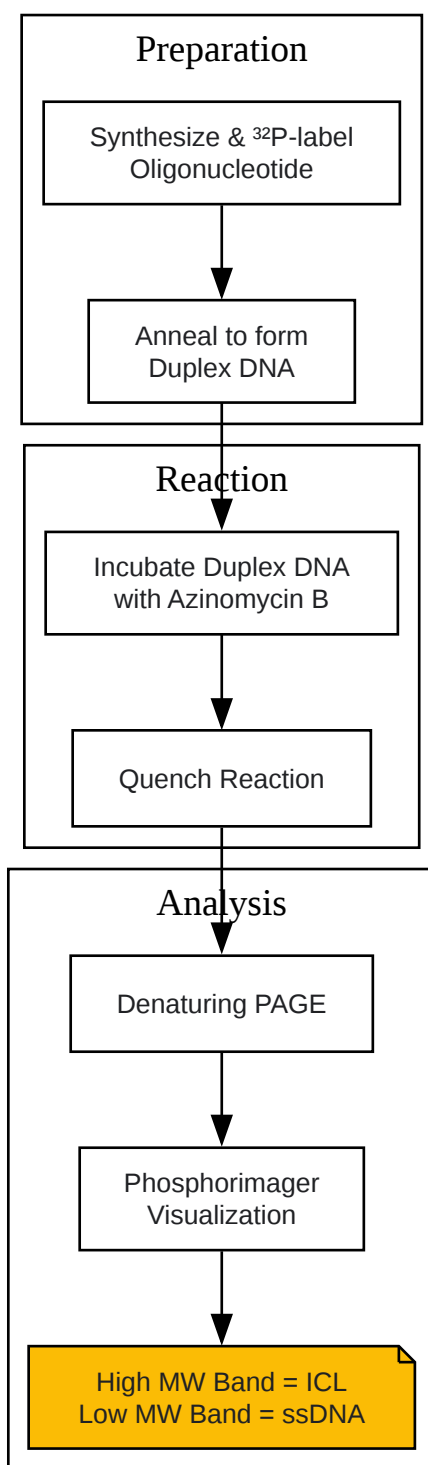 Preparation
Synthesize & ³²P-label
Oligonucleotide
Anneal to form
Duplex DNA
Reaction
Incubate Duplex DNA
with Azinomycin B
Quench Reaction
Analysis
Denaturing PAGE
Phosphorimager
Visualization
High MW Band = ICL
Low MW Band = ssDNA